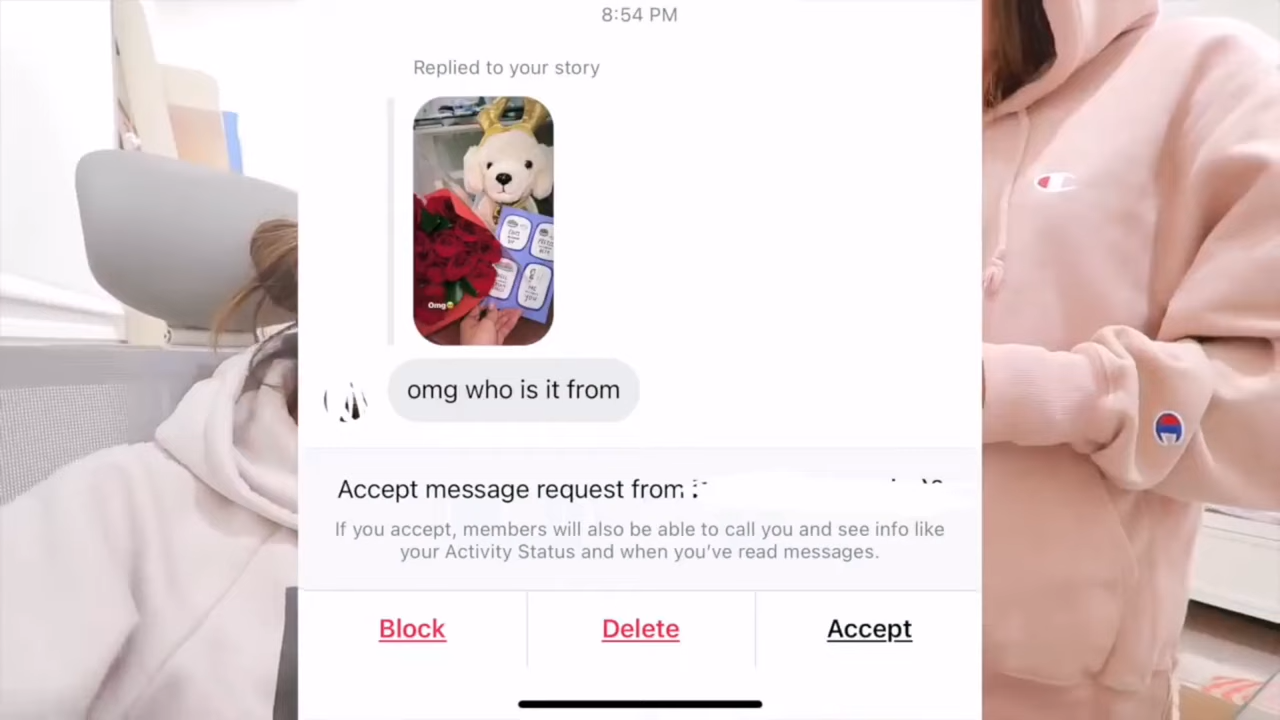 8:54 PM
Replied to your story
Omg🥹
omg who is it from
Accept message request from
If you accept, members will also be able to call you and see info like
your Activity Status and when you've read messages.
Block
Delete
Accept